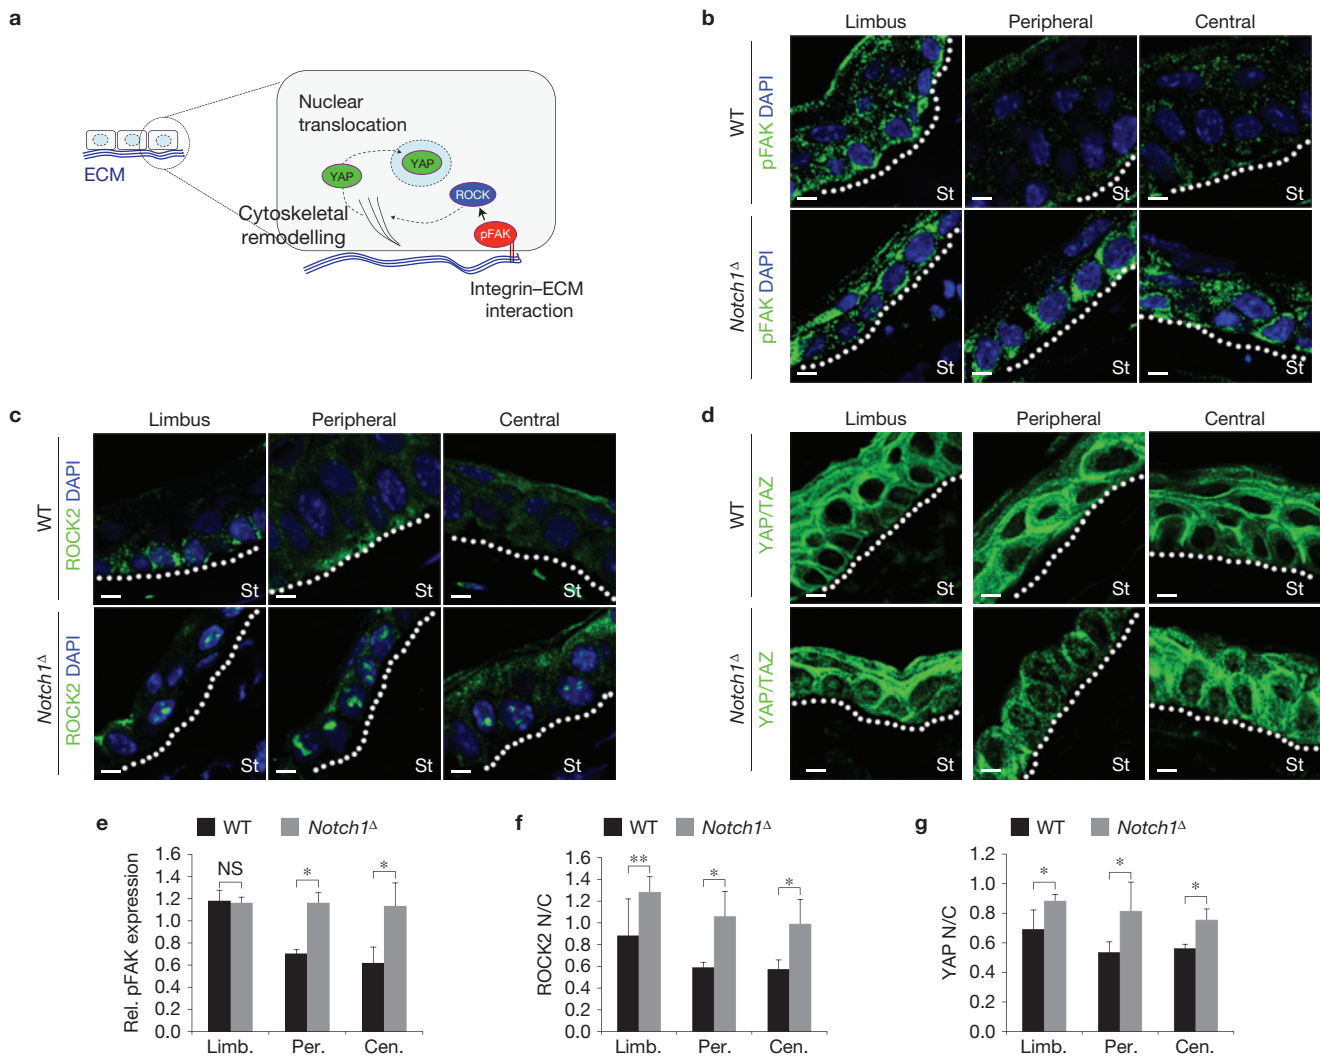 a
Nuclear
translocation
YAP
YAP
ROCK
pFAK
Cytoskeletal
remodelling
ECM
Integrin–ECM
interaction
b
Limbus Peripheral Central
WT
pFAK DAPI
St St St
Notch1Δ
pFAK DAPI
St St St
c
Limbus Peripheral Central
WT
ROCK2 DAPI
St St St
Notch1Δ
ROCK2 DAPI
St St St
d
Limbus Peripheral Central
WT
YAP/TAZ
St St St
Notch1Δ
YAP/TAZ
St St St
e
WT Notch1Δ
Rel. pFAK expression
1.6
1.4
1.2
1.0
0.8
0.6
0.4
0.2
0.0
NS * *
Limb. Per. Cen.
f
WT Notch1Δ
ROCK2 N/C
1.6
1.4
1.2
1.0
0.8
0.6
0.4
0.2
0.0
** * *
Limb. Per. Cen.
g
WT Notch1Δ
YAP N/C
1.2
1.0
0.8
0.6
0.4
0.2
0.0
* * *
Limb. Per. Cen.